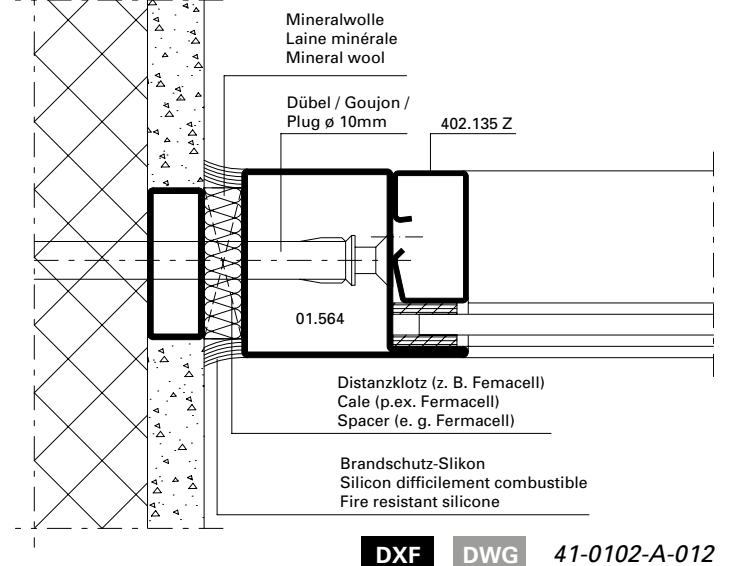 Mineralwolle
Laine minérale
Mineral wool
Dübel / Goujon /
Plug ø 10mm
402.135 Z
01.564
Distanzklotz (z. B. Femacell)
Cale (p.ex. Fermacell)
Spacer (e. g. Fermacell)
Brandschutz-Slikon
Silicon difficilement combustible
Fire resistant silicone
DXF DWG 41-0102-A-012